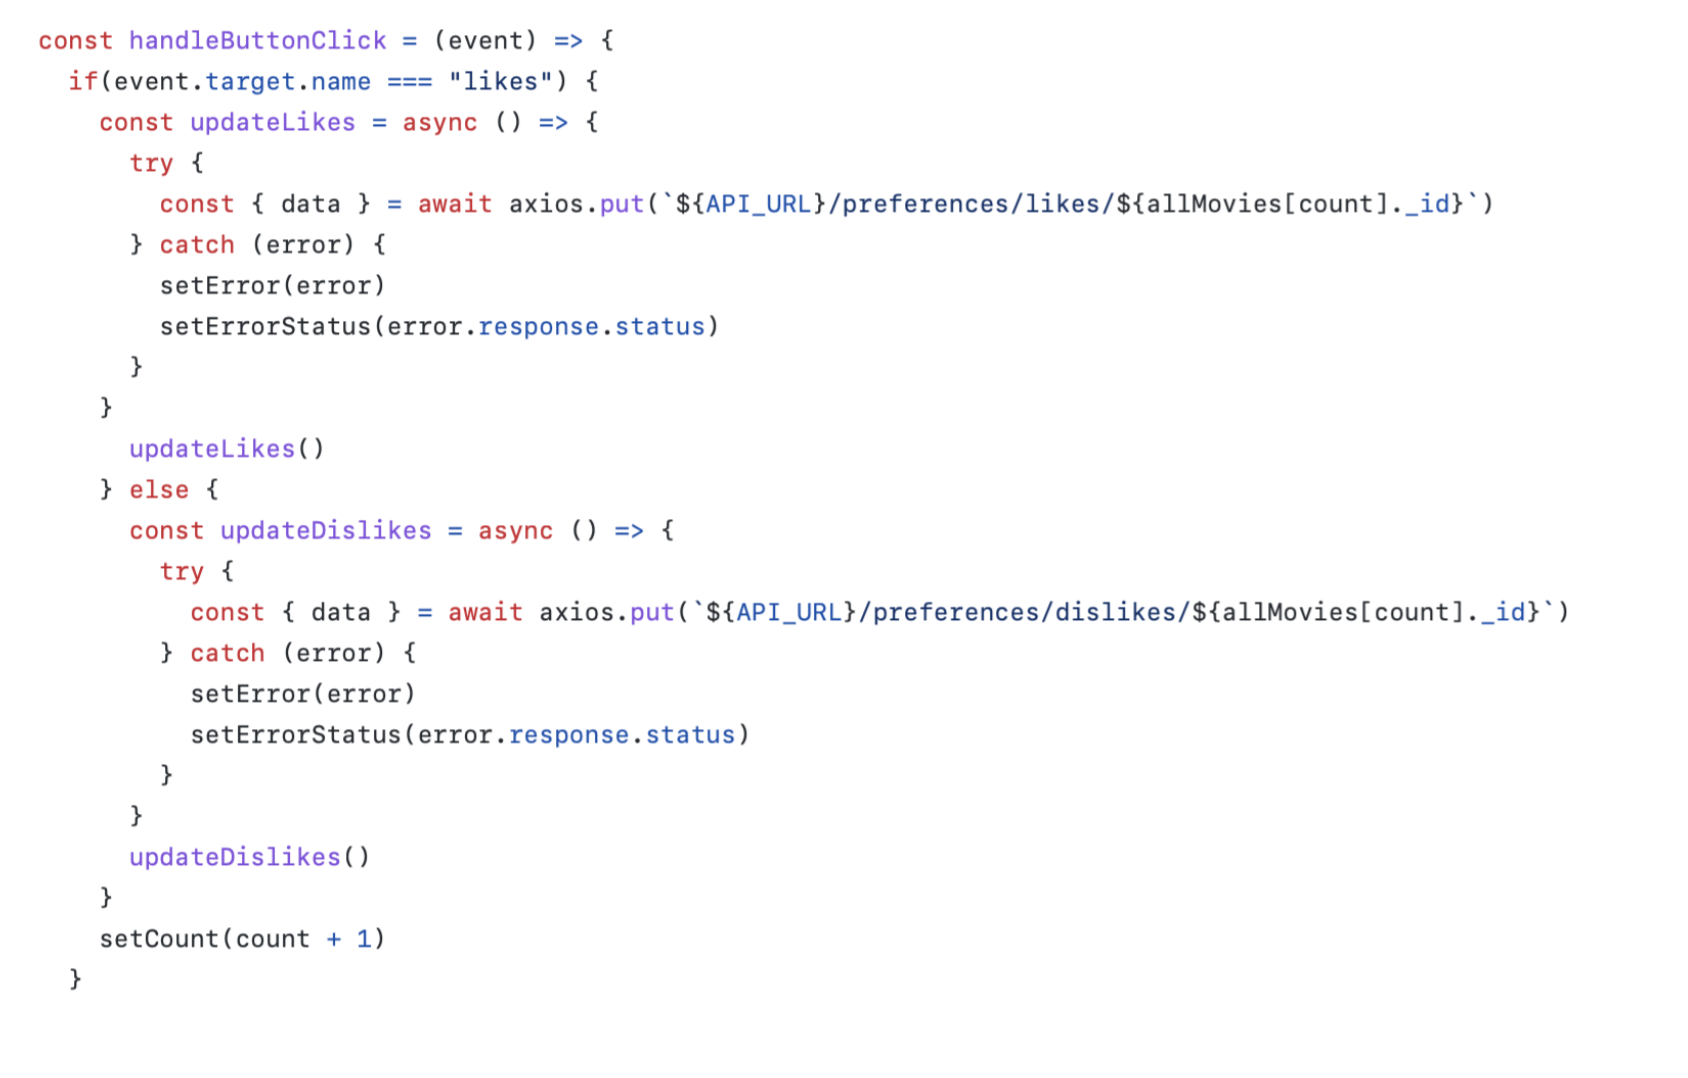 const handleButtonClick = (event) => {
  if(event.target.name === "likes") {
    const updateLikes = async () => {
      try {
        const { data } = await axios.put(`${API_URL}/preferences/likes/${allMovies[count]._id}`)
      } catch (error) {
        setError(error)
        setErrorStatus(error.response.status)
      }
    }
      updateLikes()
    } else {
      const updateDislikes = async () => {
        try {
          const { data } = await axios.put(`${API_URL}/preferences/dislikes/${allMovies[count]._id}`)
        } catch (error) {
          setError(error)
          setErrorStatus(error.response.status)
        }
      }
      updateDislikes()
    }
    setCount(count + 1)
  }